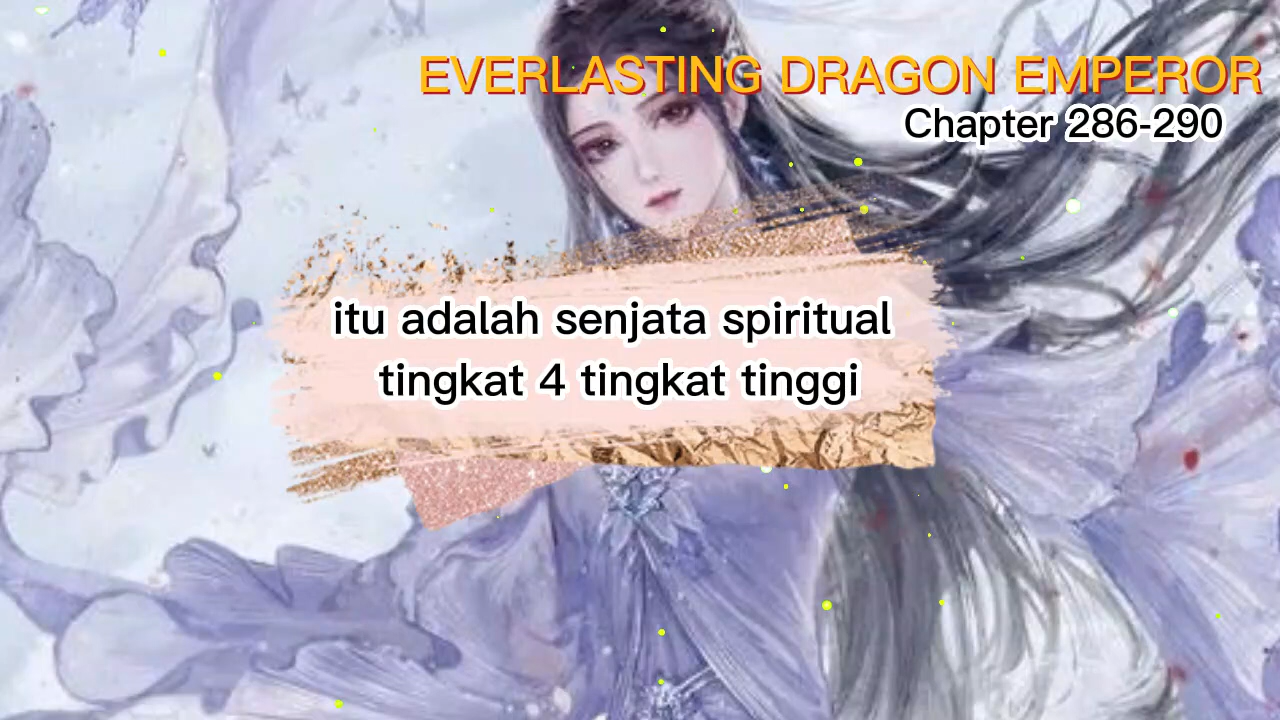 EVERLASTING DRAGON EMPEROR
Chapter 286-290
itu adalah senjata spiritual
tingkat 4 tingkat tinggi